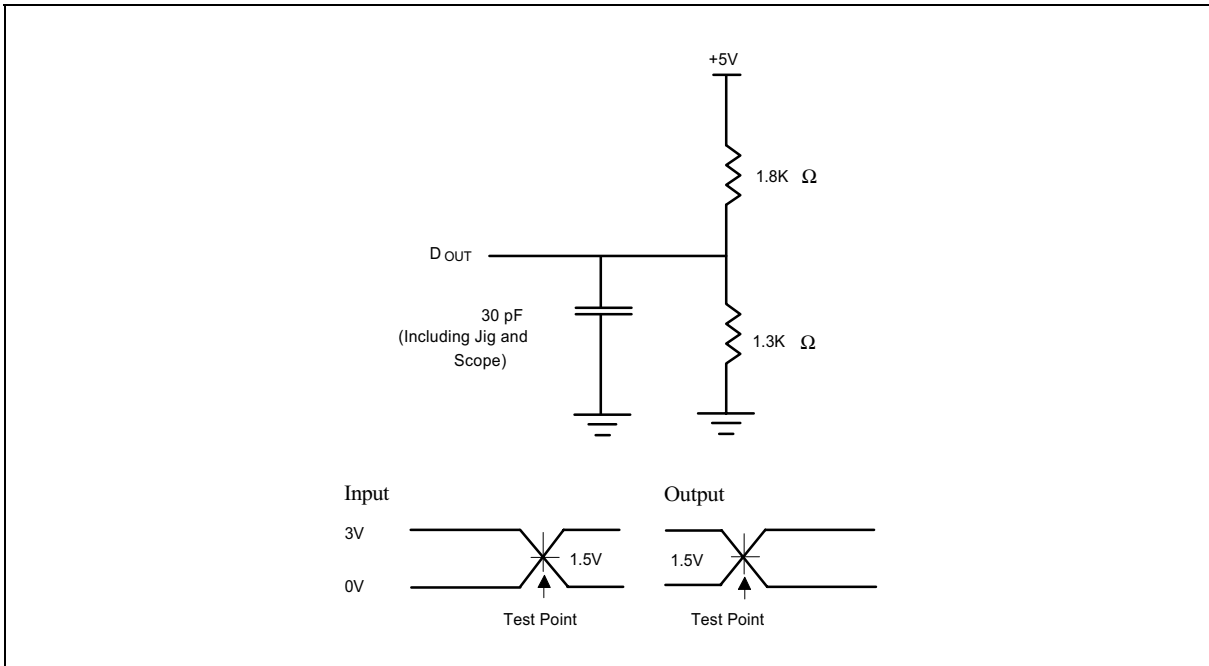 +5V
1.8K Ω
D OUT
30 pF
(Including Jig and
Scope)
1.3K Ω
Input
Output
3V
1.5V
1.5V
0V
Test Point
Test Point